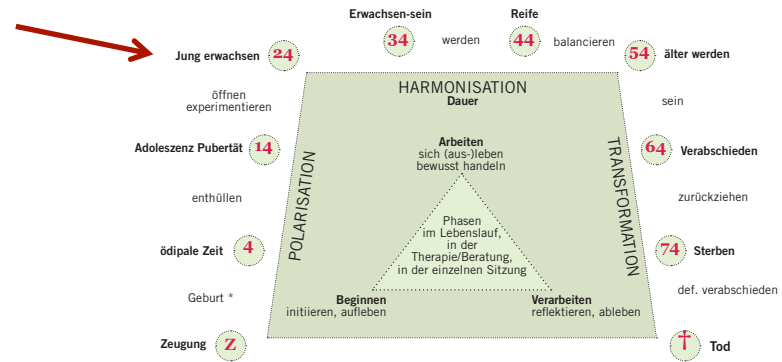 Erwachsen-sein
Reife
34
werden
44
balancieren
Jung erwachsen
24
54
älter werden
HARMONISATION
Dauer
öffnen
experimentieren
sein
Adoleszenz Pubertät
14
Arbeiten
sich (aus-)leben
bewusst handeln
64
Verabschieden
POLARISATION
TRANSFORMATION
enthüllen
zurückziehen
Phasen
im Lebenslauf,
in der
Therapie/Beratung,
in der einzelnen Sitzung
ödipale Zeit
4
74
Sterben
Geburt *
Beginnen
initiieren, aufleben
Verarbeiten
reflektieren, ableben
def. verabschieden
Zeugung
Z
†
Tod